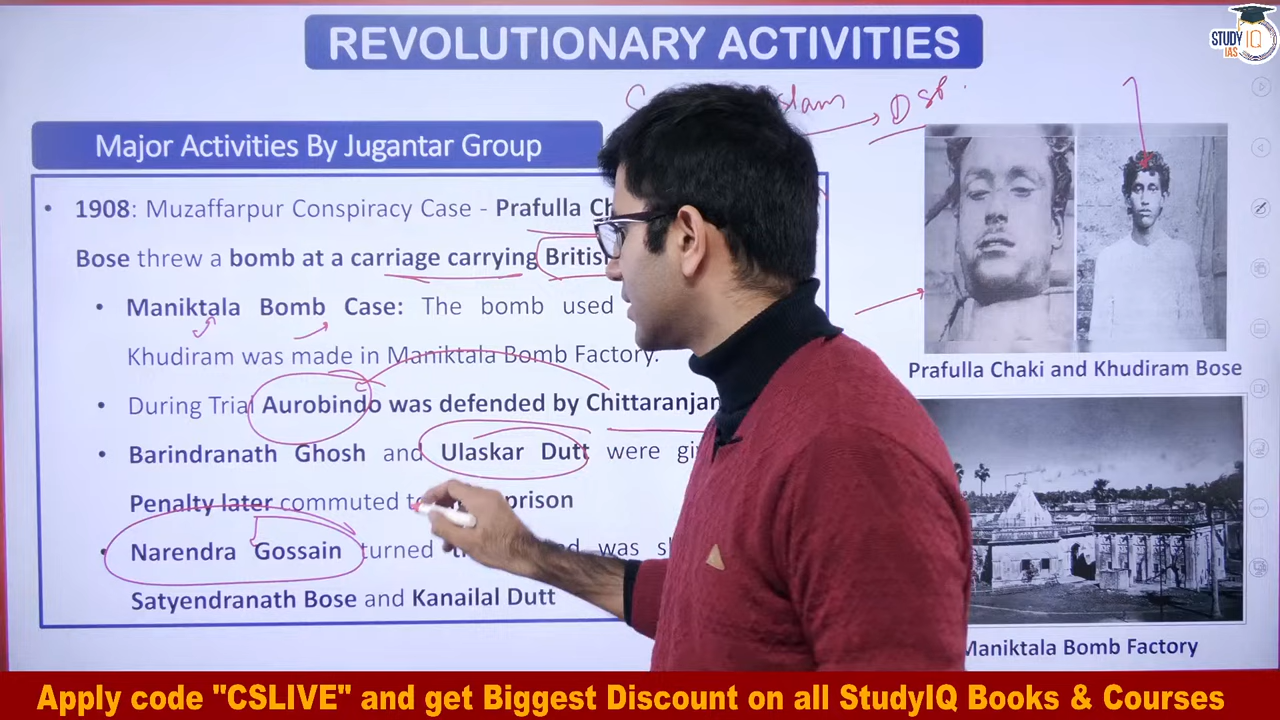 REVOLUTIONARY ACTIVITIES
STUDY IQ
IAS
Major Activities By Jugantar Group
• 1908: Muzaffarpur Conspiracy Case - Prafulla
Bose threw a bomb at a carriage carrying
• Maniktala Bomb Case: The bomb used
Khudiram was made in Maniktala Bomb Factory.
• During Trial Aurobindo was defended by Chittaranjan
• Barindranath Ghosh and Ulaskar Dutt were
Penalty later commuted prison
• Narendra Gossain turned was
Satyendranath Bose and Kanailal Dutt
Prafulla Chaki and Khudiram Bose
Maniktala Bomb Factory
Apply code "CSLIVE" and get Biggest Discount on all StudyIQ Books & Courses